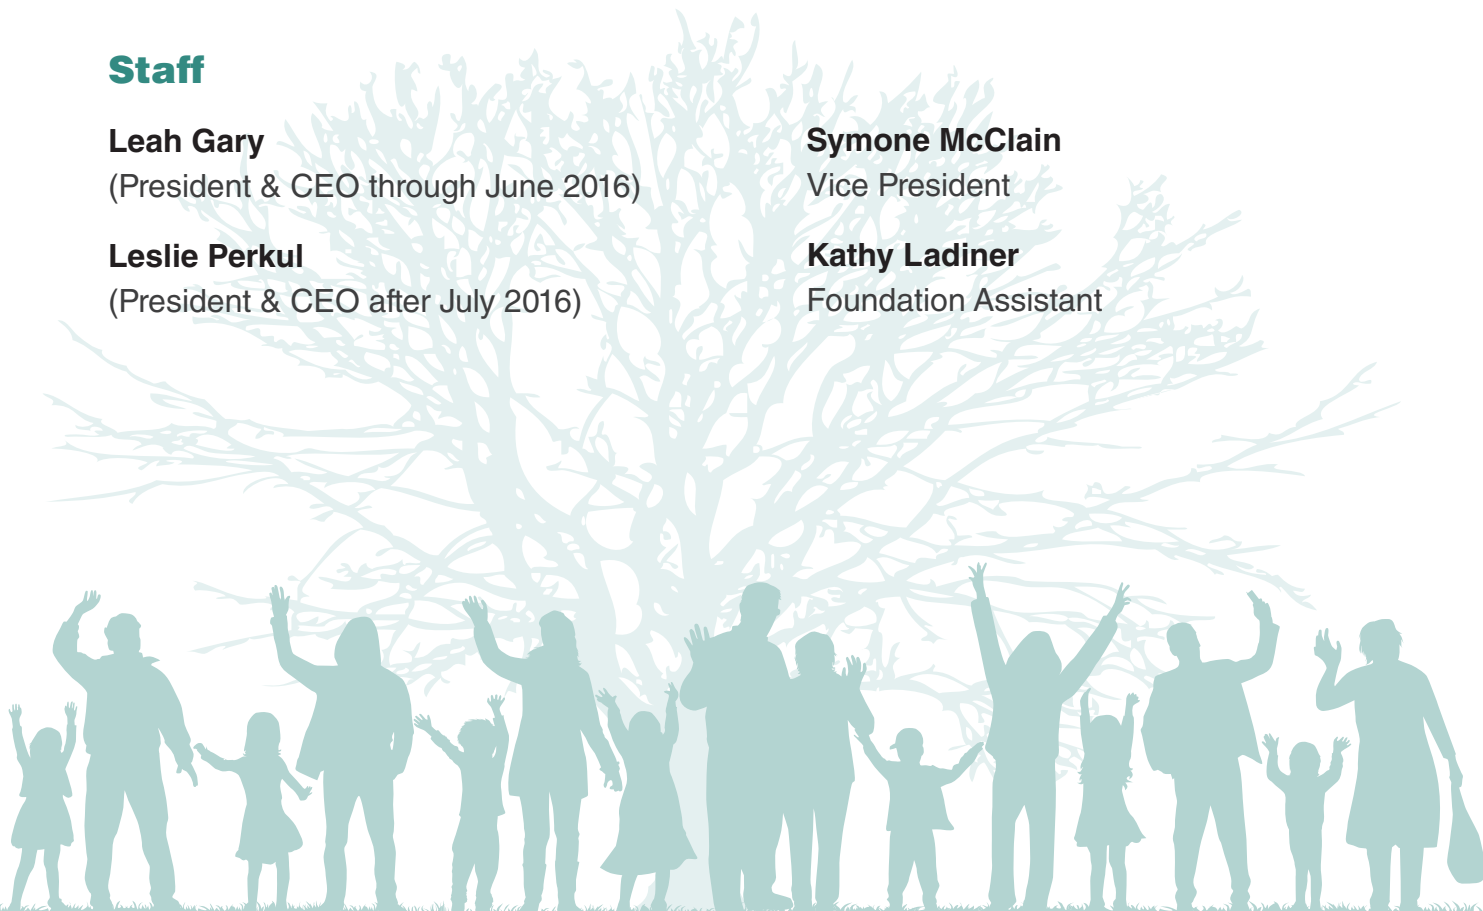 Staff
Leah Gary
(President & CEO through June 2016)
Leslie Perkul
(President & CEO after July 2016)
Symone McClain
Vice President
Kathy Ladiner
Foundation Assistant